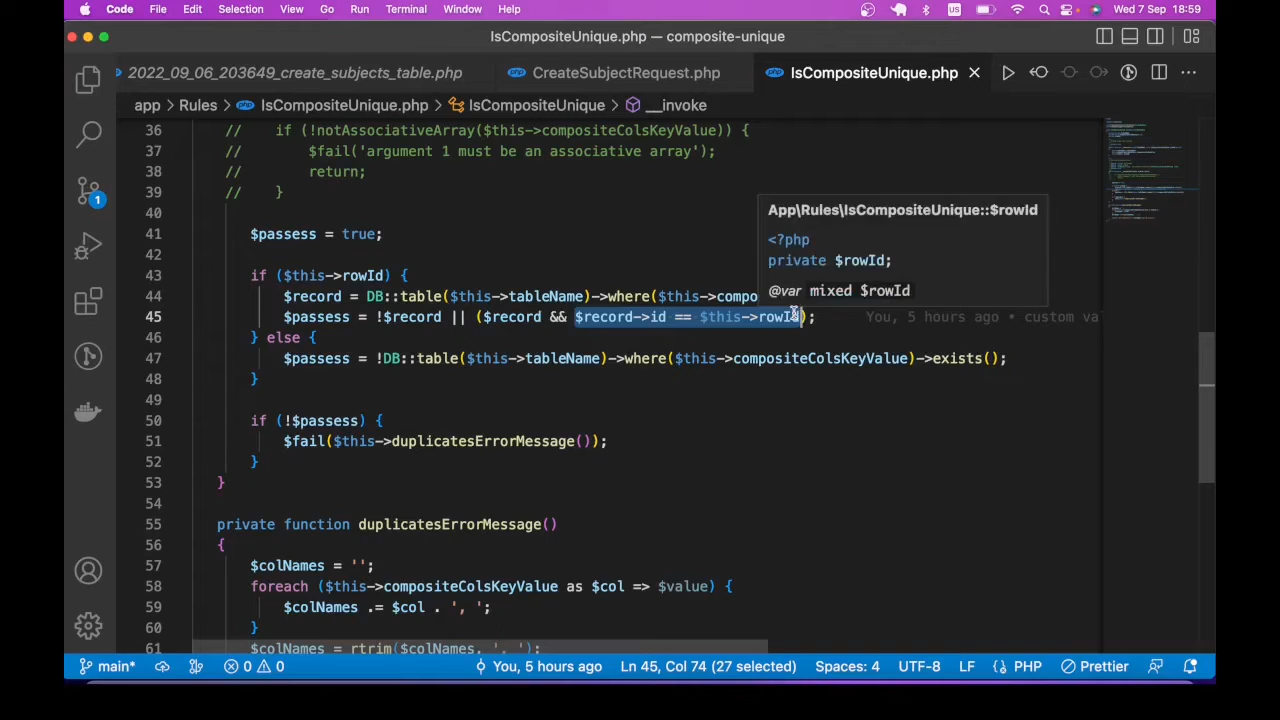 Code File Edit Selection View Go Run Terminal Window Help US Wed 7 Sep 18:59
IsCompositeUnique.php — composite-unique
php 2022_09_06_203649_create_subjects_table.php php CreateSubjectRequest.php php IsCompositeUnique.php
app > Rules > php IsCompositeUnique.php > IsCompositeUnique > __invoke
36 // if (!notAssociativeArray($this->compositeColsKeyValue)) {
37 // $fail('argument 1 must be an associative array');
38 // return;
39 // }
40
App\Rules\IsCompositeUnique::$rowId
<?php
private $rowId;
@var mixed $rowId
41 $passess = true;
42
43 if ($this->rowId) {
44 $record = DB::table($this->tableName)->where($this->compo
45 $passess = !$record || ($record && $record->id == $this->rowId); You, 5 hours ago • custom va
46 } else {
47 $passess = !DB::table($this->tableName)->where($this->compositeColsKeyValue)->exists();
48 }
49
50 if (!$passess) {
51 $fail($this->duplicatesErrorMessage());
52 }
53 }
54
55 private function duplicatesErrorMessage()
56 {
57 $colNames = '';
58 foreach ($this->compositeColsKeyValue as $col => $value) {
59 $colNames .= $col . ', ';
60 }
61 $colNames = rtrim($colNames, ', ');
1
main* 0 0 You, 5 hours ago Ln 45, Col 74 (27 selected) Spaces: 4 UTF-8 LF PHP Prettier